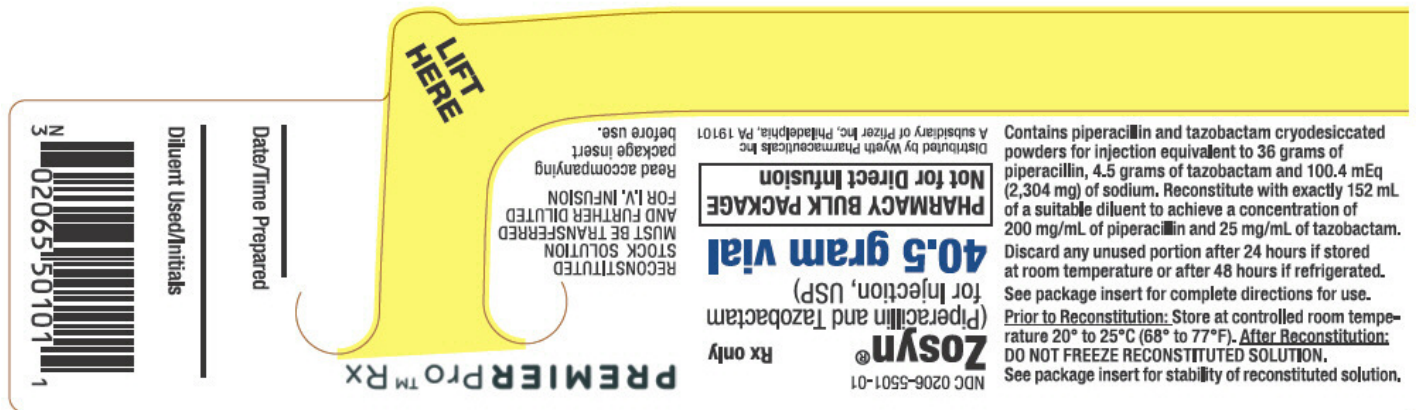 LIFT
HERE
Date/Time Prepared
Diluent Used/Initials
N
3 02065 50101 1
PREMIERPro™Rx
RECONSTITUTED
STOCK SOLUTION
MUST BE TRANSFERRED
AND FURTHER DILUTED
FOR I.V. INFUSION
Read accompanying
package insert
before use.
NDC 0206-5501-01
Zosyn® Rx only
(Piperacillin and Tazobactam
for Injection, USP)
40.5 gram vial
PHARMACY BULK PACKAGE
Not for Direct Infusion
Distributed by Wyeth Pharmaceuticals Inc
A subsidiary of Pfizer Inc, Philadelphia, PA 19101
Contains piperacillin and tazobactam cryodesiccated
powders for injection equivalent to 36 grams of
piperacillin, 4.5 grams of tazobactam and 100.4 mEq
(2,304 mg) of sodium. Reconstitute with exactly 152 mL
of a suitable diluent to achieve a concentration of
200 mg/mL of piperacillin and 25 mg/mL of tazobactam.
Discard any unused portion after 24 hours if stored
at room temperature or after 48 hours if refrigerated.
See package insert for complete directions for use.
Prior to Reconstitution: Store at controlled room tempe-
rature 20° to 25°C (68° to 77°F). After Reconstitution:
DO NOT FREEZE RECONSTITUTED SOLUTION.
See package insert for stability of reconstituted solution.